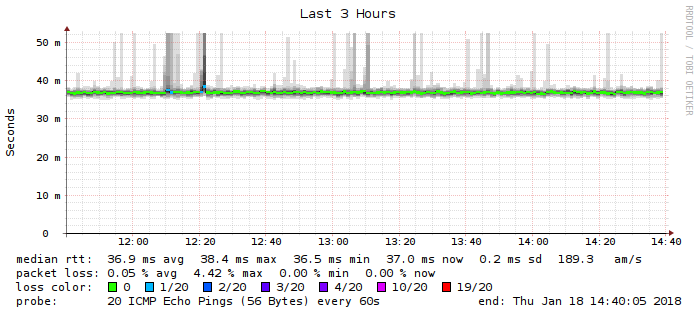 Last 3 Hours
RRDTOOL / TOBI OETIKER
Seconds
50 m
40 m
30 m
20 m
10 m
0
12:00 12:20 12:40 13:00 13:20 13:40 14:00 14:20 14:40
median rtt: 36.9 ms avg 38.4 ms max 36.5 ms min 37.0 ms now 0.2 ms sd 189.3 am/s
packet loss: 0.05 % avg 4.42 % max 0.00 % min 0.00 % now
loss color: 0 1/20 2/20 3/20 4/20 10/20 19/20
probe: 20 ICMP Echo Pings (56 Bytes) every 60s end: Thu Jan 18 14:40:05 2018